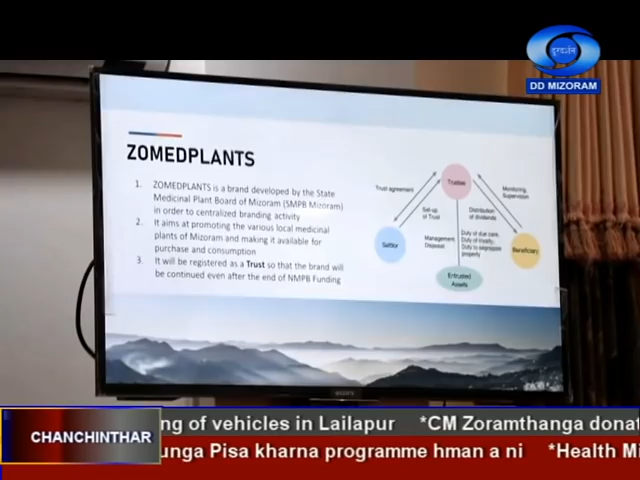 दूरदर्शन
DD MIZORAM
ZOMEDPLANTS
1. ZOMEDPLANTS is a brand developed by the State
Medicinal Plant Board of Mizoram (SMPB Mizoram)
in order to centralized branding activity
2. It aims at promoting the various local medicinal
plants of Mizoram and making it available for
purchase and consumption
3. It will be registered as a Trust so that the brand will
be continued even after the end of NMPB Funding
Trustee
Trust agreement
Monitoring
Supervision
Set-up
of Trust
Distribution
of dividends
Settlor
Management
Disposal
Duty of due care,
Duty of loyalty,
Duty to segregate
property
Beneficiary
Entrusted
Assets
SONY
CHANCHINTHAR
ng of vehicles in Lailapur *CM Zoramthanga donat
unga Pisa kharna programme hman a ni *Health Mi